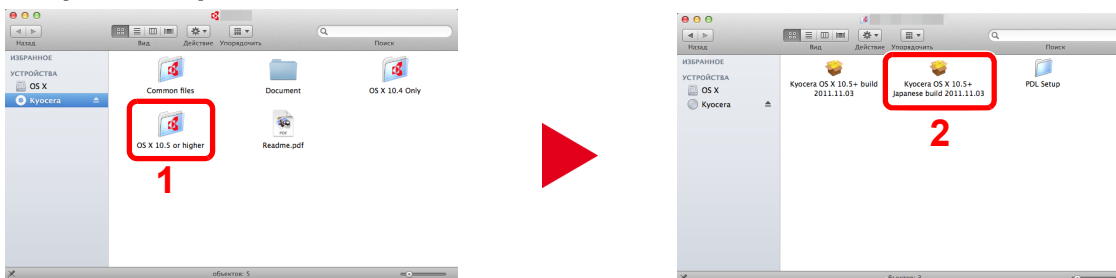 Назад
Вид
Действие
Упорядочить
Поиск
ИЗБРАННОЕ
УСТРОЙСТВА
OS X
Kyocera
Common files
Document
OS X 10.4 Only
OS X 10.5 or higher
PDF
Readme.pdf
1
объектов: 5
Назад
Вид
Действие
Упорядочить
Поиск
ИЗБРАННОЕ
УСТРОЙСТВА
OS X
Kyocera
Kyocera OS X 10.5+ build
2011.11.03
Kyocera OS X 10.5+
Japanese build 2011.11.03
PDL Setup
2